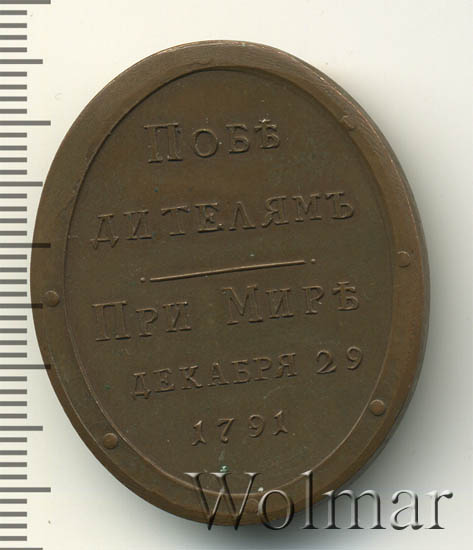 Побѣ
дителямъ
При Мирѣ
декабря 29
1791
Wolmar